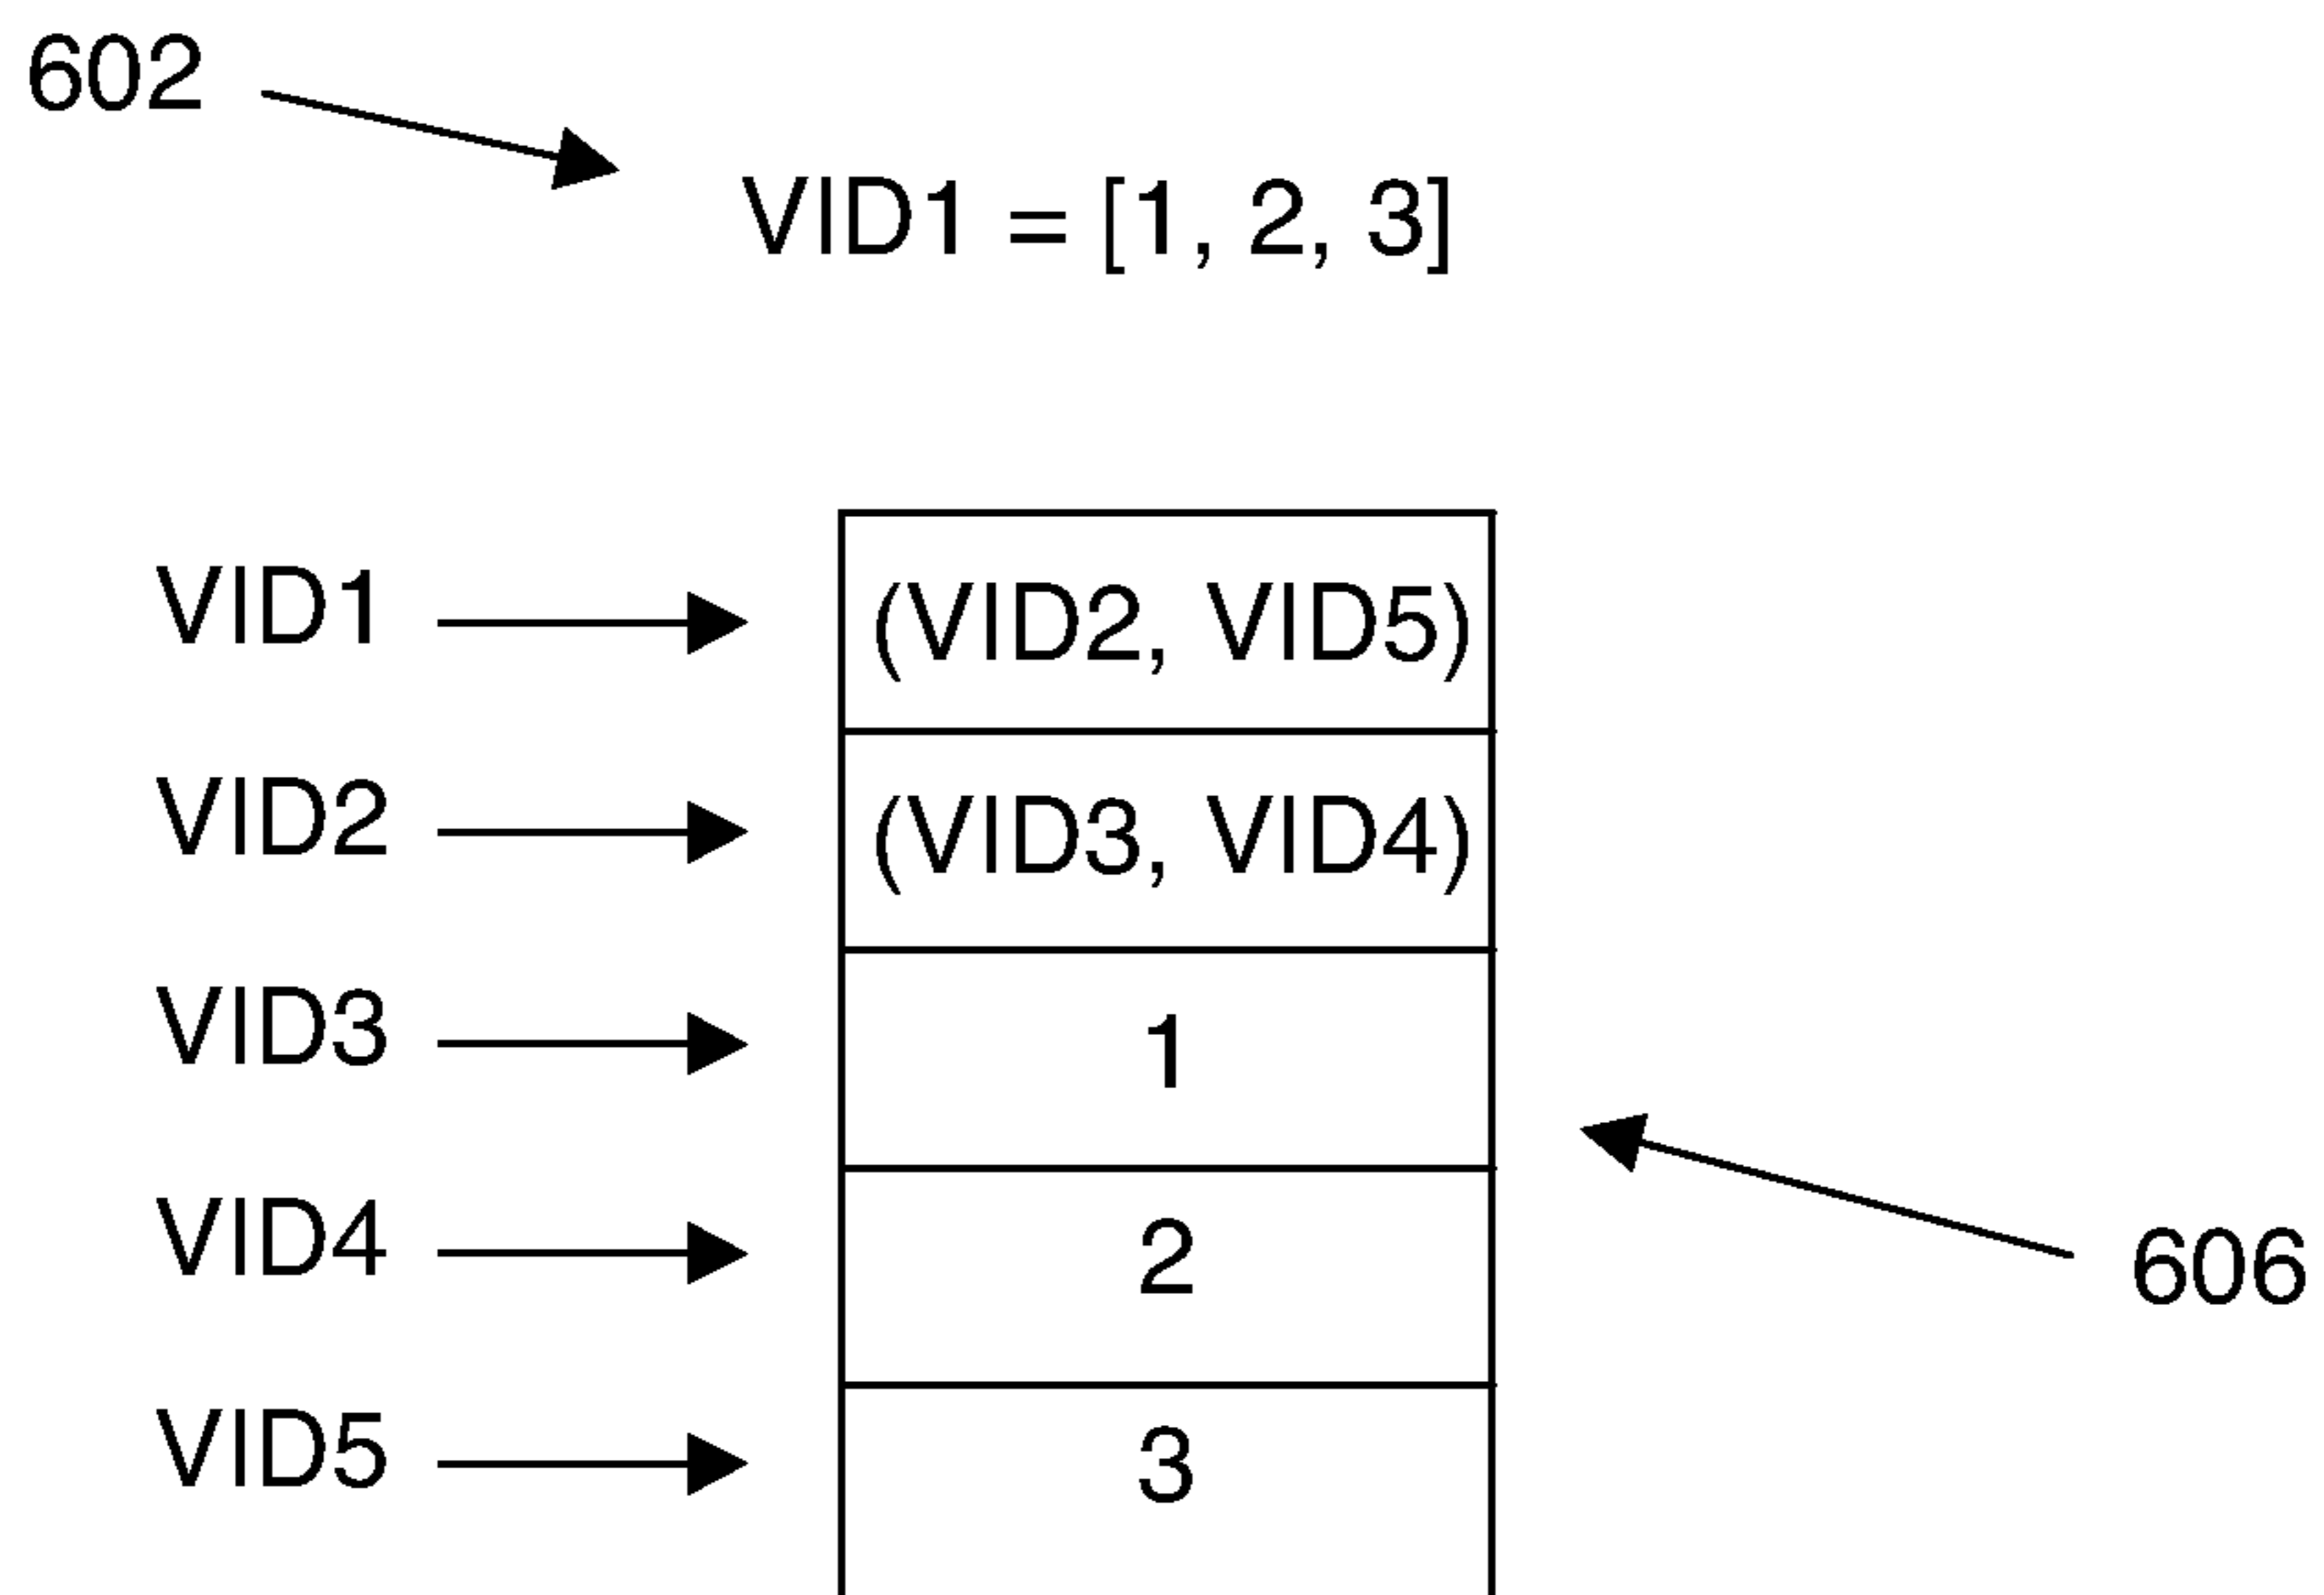 602
VID1 = [1, 2, 3]
VID1 (VID2, VID5)
VID2 (VID3, VID4)
VID3 1
VID4 2
606
VID5 3